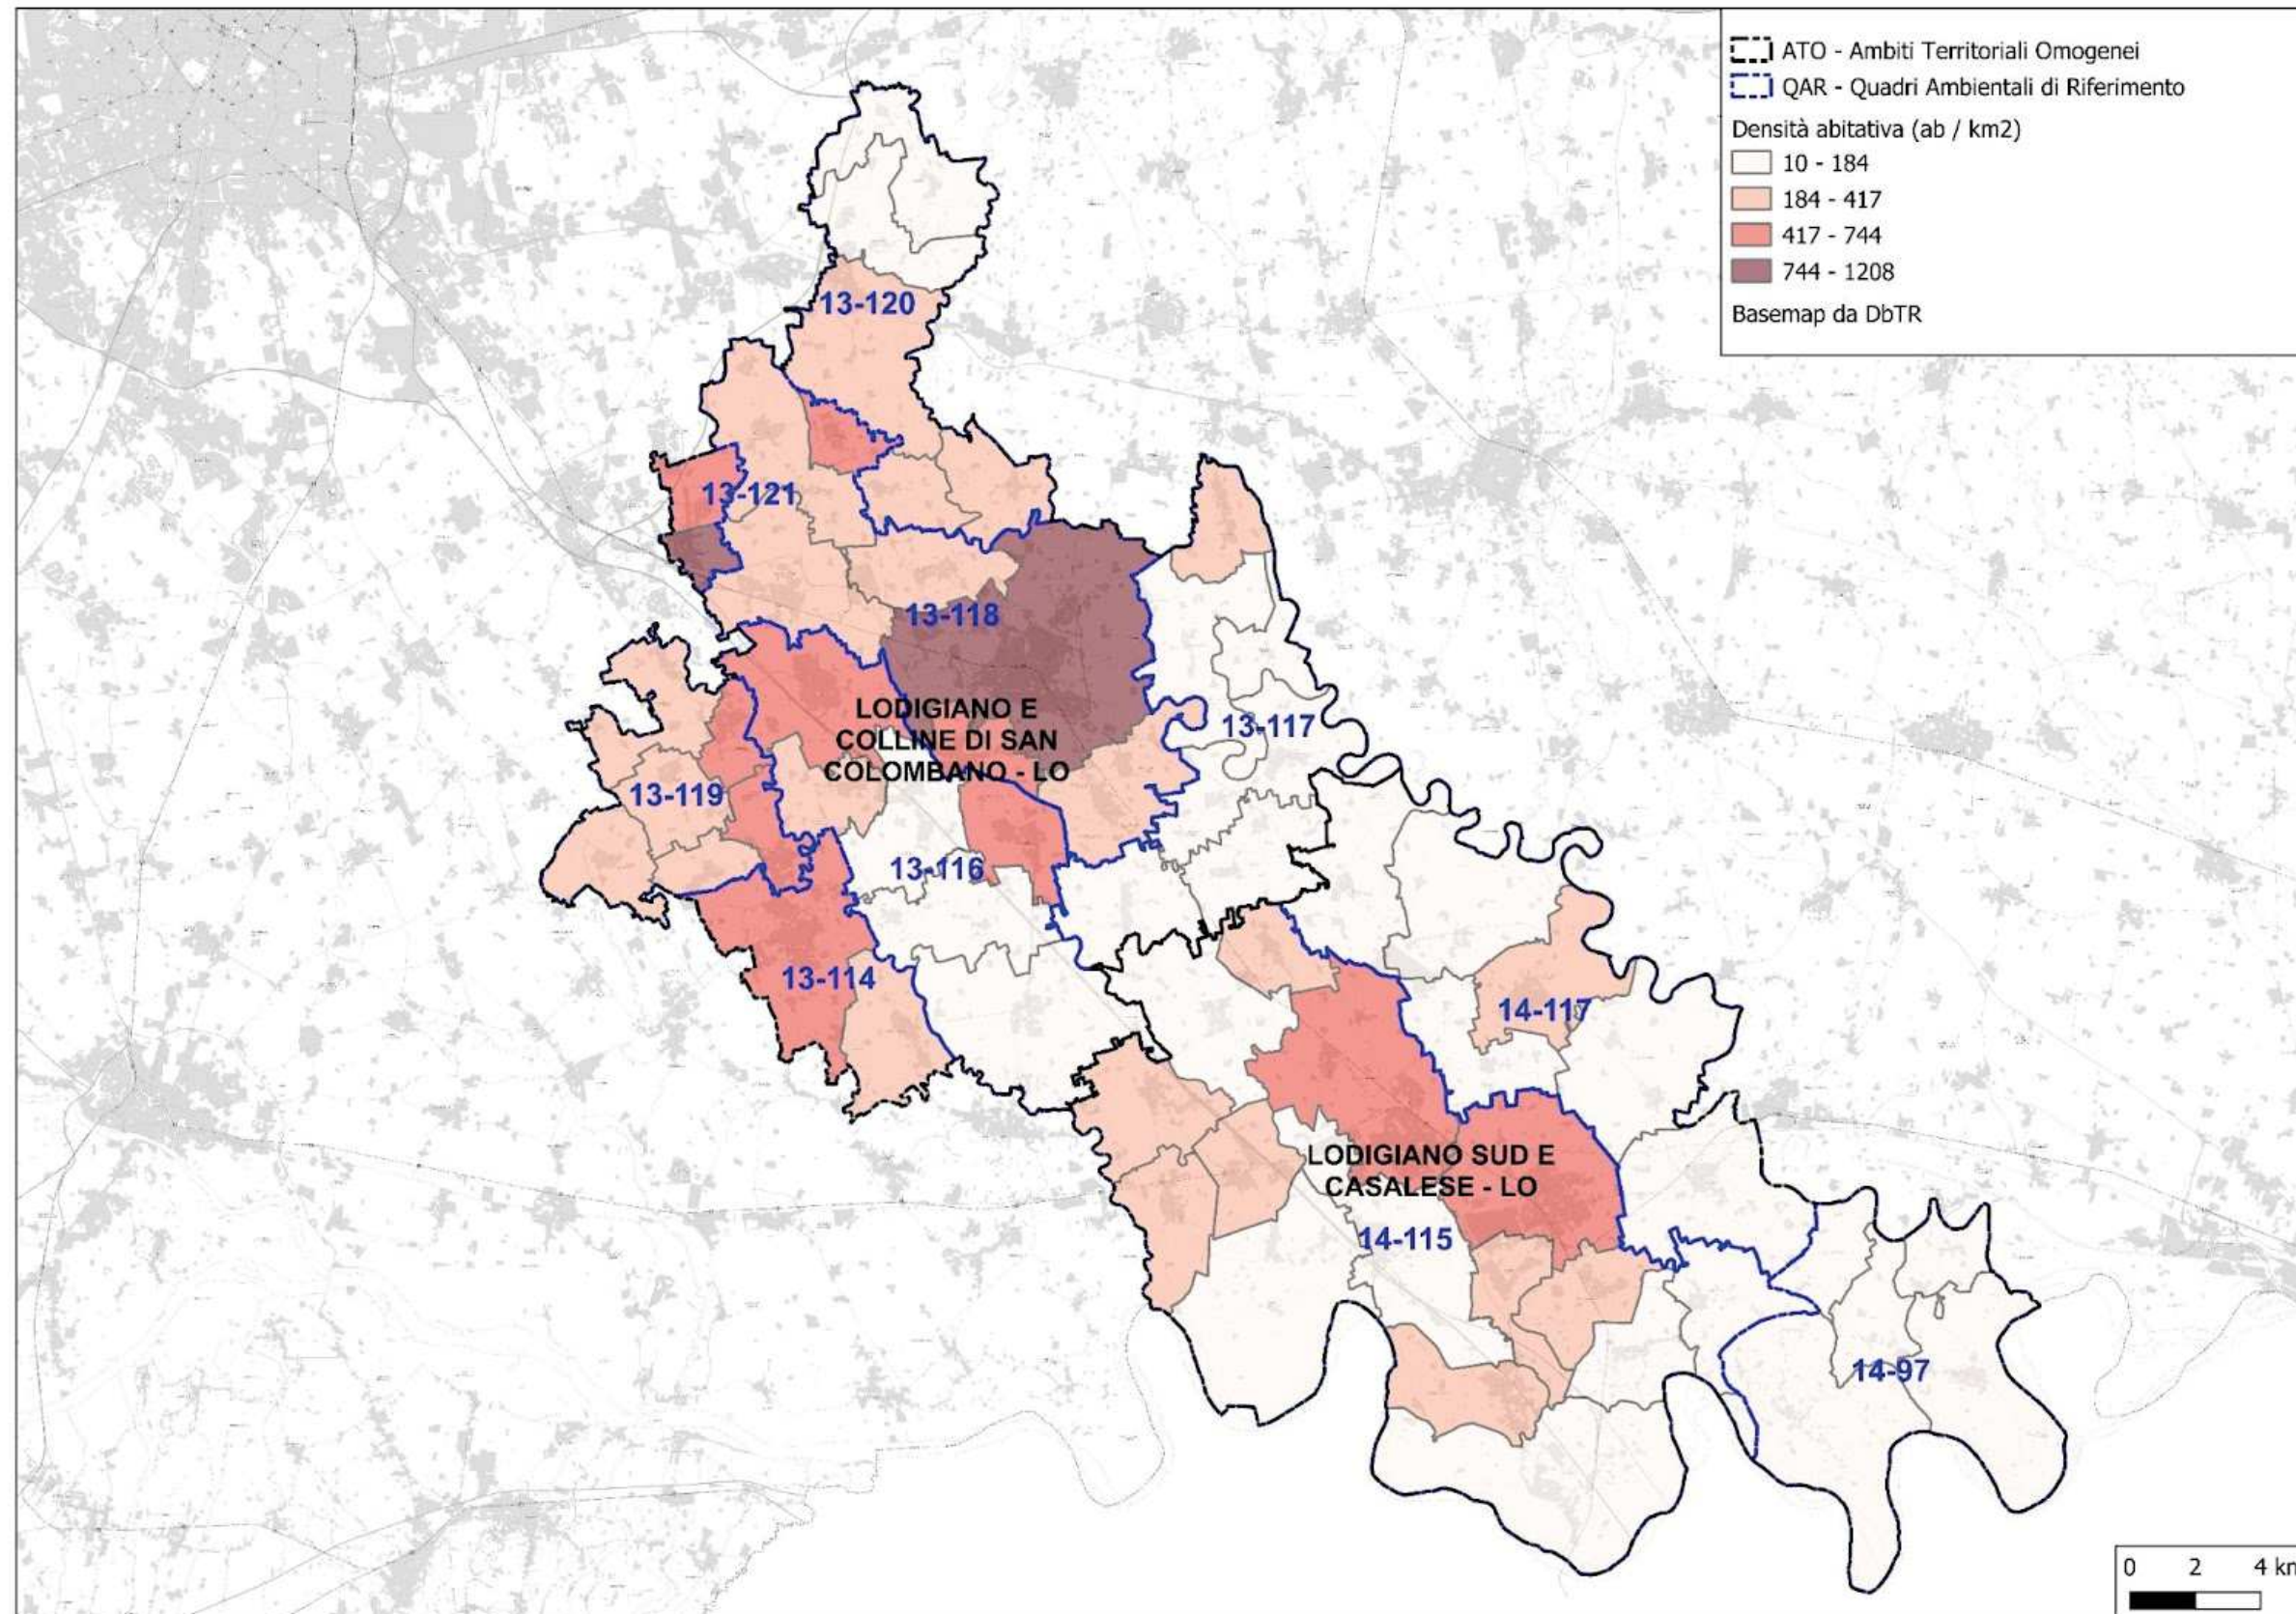 ATO - Ambiti Territoriali Omogenei
QAR - Quadri Ambientali di Riferimento
Densità abitativa (ab / km2)
10 - 184
184 - 417
417 - 744
744 - 1208
Basemap da DbTR
13-120
13-121
13-118
LODIGIANO E
COLLINE DI SAN
COLOMBANO - LO
13-117
13-119
13-116
13-114
14-117
LODIGIANO SUD E
CASALESE - LO
14-115
14-97
0 2 4 km